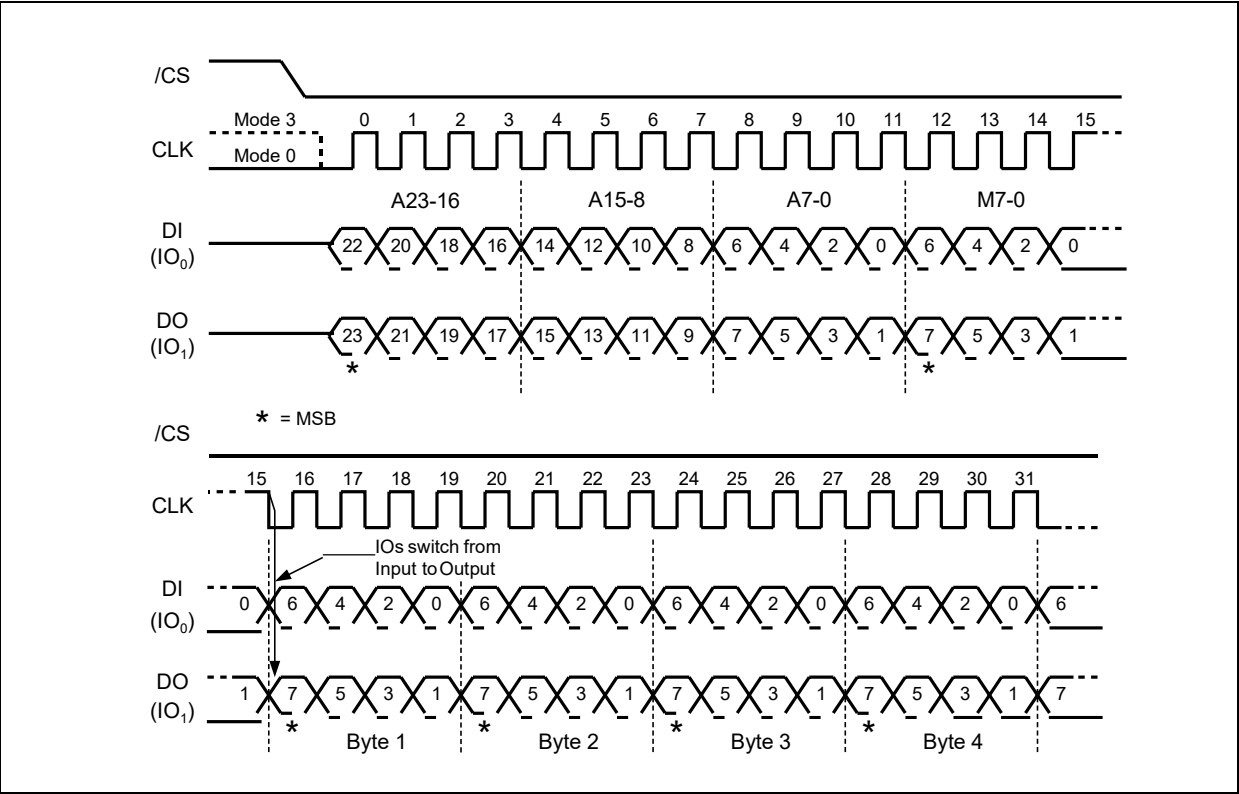 /CS
Mode 3 0 1 2 3 4 5 6 7 8 9 10 11 12 13 14 15
CLK
Mode 0
A23-16 A15-8 A7-0 M7-0
DI
(IO0) 22 20 18 16 14 12 10 8 6 4 2 0 6 4 2 0
DO
(IO1) 23 21 19 17 15 13 11 9 7 5 3 1 7 5 3 1
* *
* = MSB
/CS
15 16 17 18 19 20 21 22 23 24 25 26 27 28 29 30 31
CLK
IOs switch from
Input to Output
DI
(IO0) 0 6 4 2 0 6 4 2 0 6 4 2 0 6 4 2 0 6
DO
(IO1) 1 7 5 3 1 7 5 3 1 7 5 3 1 7 5 3 1 7
* * * *
Byte 1 Byte 2 Byte 3 Byte 4